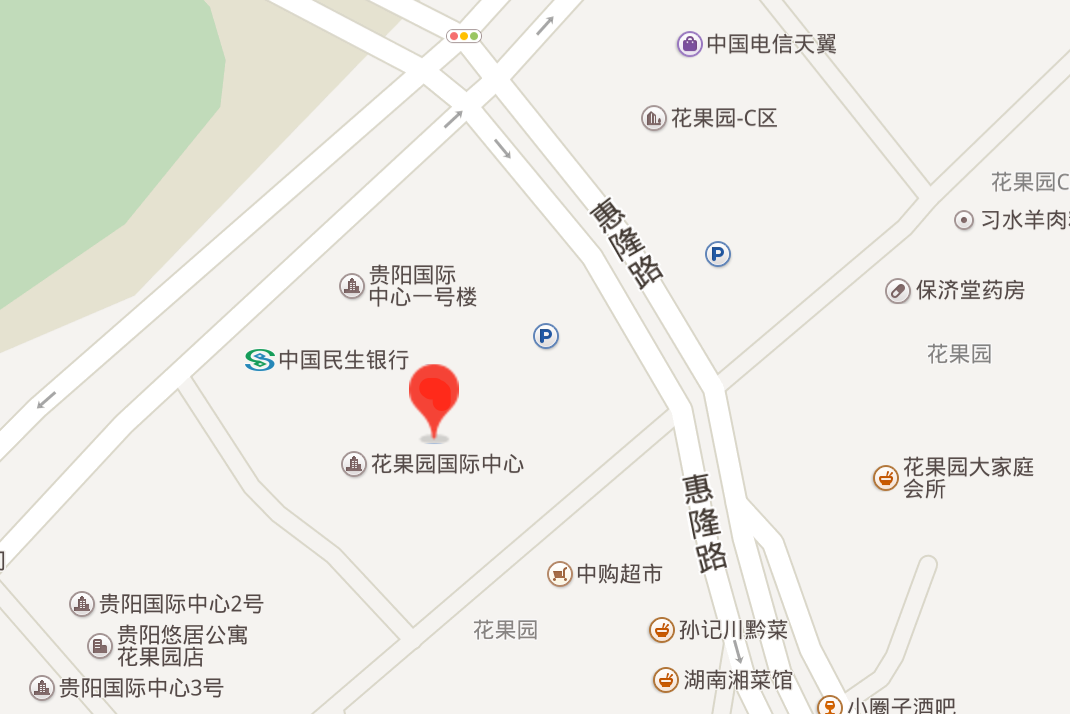 中国电信天翼
花果园-C区
花果园C
习水羊肉
惠隆路
P
贵阳国际
中心一号楼
保济堂药房
P
中国民生银行
花果园
花果园国际中心
花果园大家庭
会所
惠隆路
中购超市
贵阳国际中心2号
花果园
孙记川黔菜
贵阳悠居公寓
花果园店
湖南湘菜馆
贵阳国际中心3号
小圈子酒吧